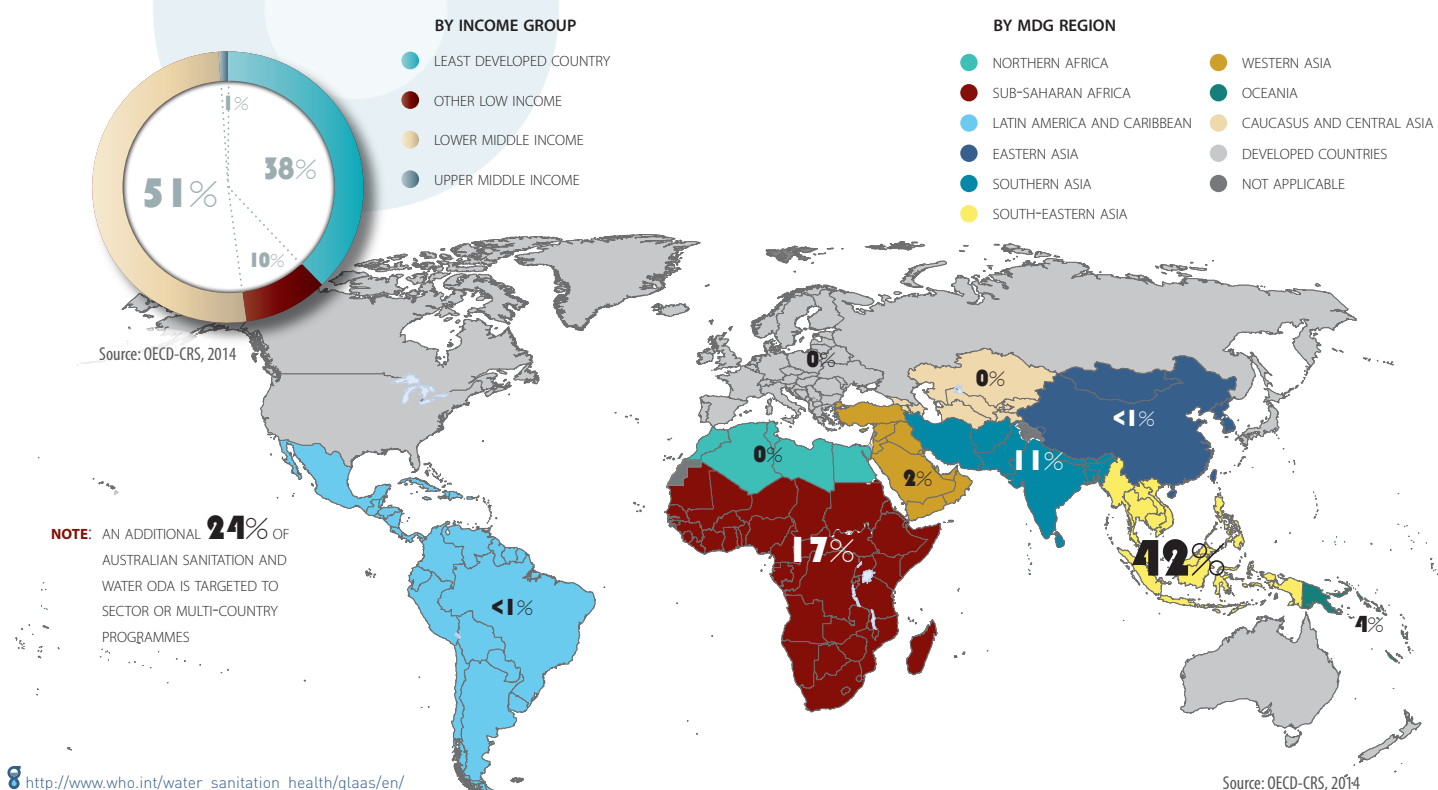 BY INCOME GROUP
LEAST DEVELOPED COUNTRY
OTHER LOW INCOME
LOWER MIDDLE INCOME
UPPER MIDDLE INCOME
1%
38%
51%
10%
Source: OECD-CRS, 2014
BY MDG REGION
NORTHERN AFRICA
SUB-SAHARAN AFRICA
LATIN AMERICA AND CARIBBEAN
EASTERN ASIA
SOUTHERN ASIA
SOUTH-EASTERN ASIA
WESTERN ASIA
OCEANIA
CAUCASUS AND CENTRAL ASIA
DEVELOPED COUNTRIES
NOT APPLICABLE
0%
0%
<1%
0%
11%
2%
17%
42%
<1%
4%
NOTE: AN ADDITIONAL 24% OF
AUSTRALIAN SANITATION AND
WATER ODA IS TARGETED TO
SECTOR OR MULTI-COUNTRY
PROGRAMMES
8 http://www.who.int/water_sanitation_health/glaas/en/
Source: OECD-CRS, 2014